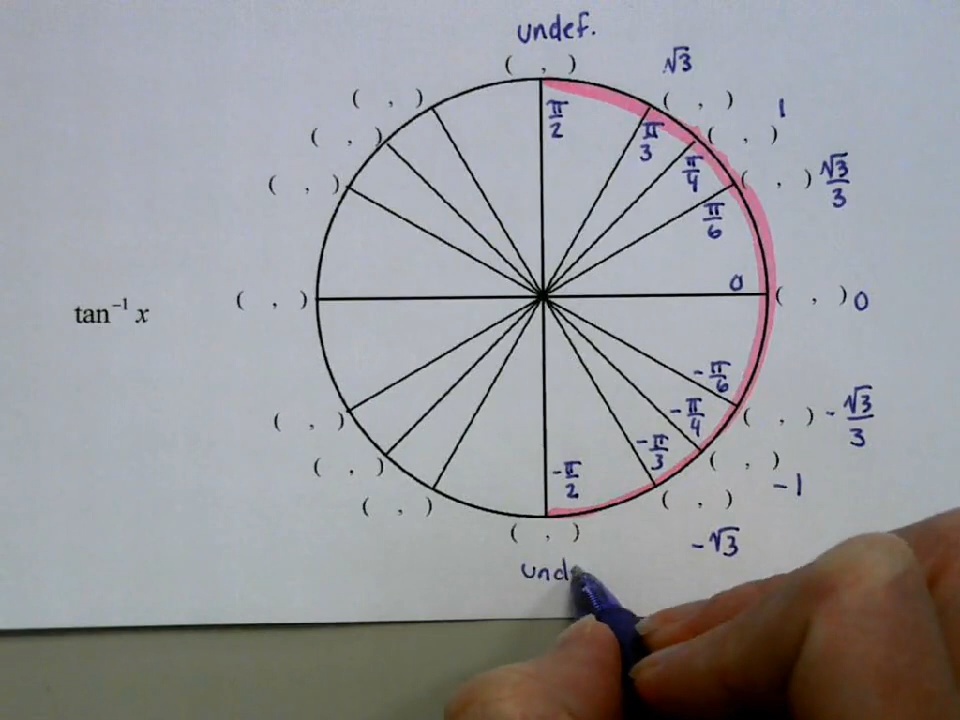 undef.
( , )
√3
( , )
( , )
1
π/2
π/3
( , )
( , )
π/4
( , )
( , )
√3/3
π/6
0
( , )
( , )
0
tan⁻¹ x
-π/6
-π/4
( , )
( , )
-√3/3
-π/3
-π/2
( , )
( , )
-1
( , )
( , )
( , )
-√3
und